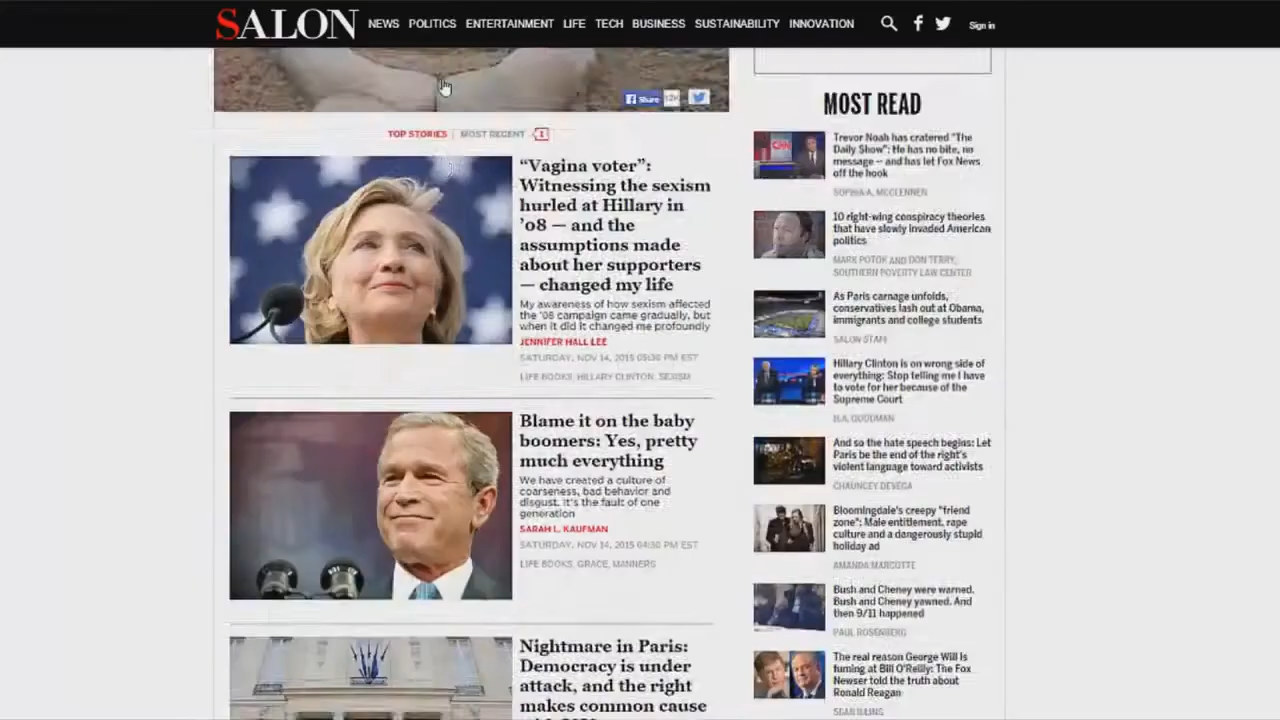 SALON
NEWS POLITICS ENTERTAINMENT LIFE TECH BUSINESS SUSTAINABILITY INNOVATION
Sign in
Share 12K
TOP STORIES | MOST RECENT 1
“Vagina voter”:
Witnessing the sexism
hurled at Hillary in
’08 — and the
assumptions made
about her supporters
— changed my life
My awareness of how sexism affected
the '08 campaign came gradually, but
when it did it changed me profoundly
JENNIFER HALL LEE
SATURDAY, NOV 14, 2015 05:30 PM EST
LIFE BOOKS, HILLARY CLINTON, SEXISM
Blame it on the baby
boomers: Yes, pretty
much everything
We have created a culture of
coarseness, bad behavior and
disgust. It's the fault of one
generation
SARAH L. KAUFMAN
SATURDAY, NOV 14, 2015 04:30 PM EST
LIFE BOOKS, GRACE, MANNERS
Nightmare in Paris:
Democracy is under
attack, and the right
makes common cause
MOST READ
Trevor Noah has cratered "The
Daily Show": He has no bite, no
message -- and has let Fox News
off the hook
SOPHIA A. MCCLENNEN
10 right-wing conspiracy theories
that have slowly invaded American
politics
MARK POTOK AND DON TERRY,
SOUTHERN POVERTY LAW CENTER
As Paris carnage unfolds,
conservatives lash out at Obama,
immigrants and college students
SALON STAFF
Hillary Clinton is on wrong side of
everything: Stop telling me I have
to vote for her because of the
Supreme Court
H.A. GOODMAN
And so the hate speech begins: Let
Paris be the end of the right's
violent language toward activists
CHAUNCEY DEVEGA
Bloomingdale's creepy "friend
zone": Male entitlement, rape
culture and a dangerously stupid
holiday ad
AMANDA MARCOTTE
Bush and Cheney were warned.
Bush and Cheney yawned. And
then 9/11 happened
PAUL ROSENBERG
The real reason George Will is
fuming at Bill O'Reilly: The Fox
Newser told the truth about
Ronald Reagan
SEAN ILLING